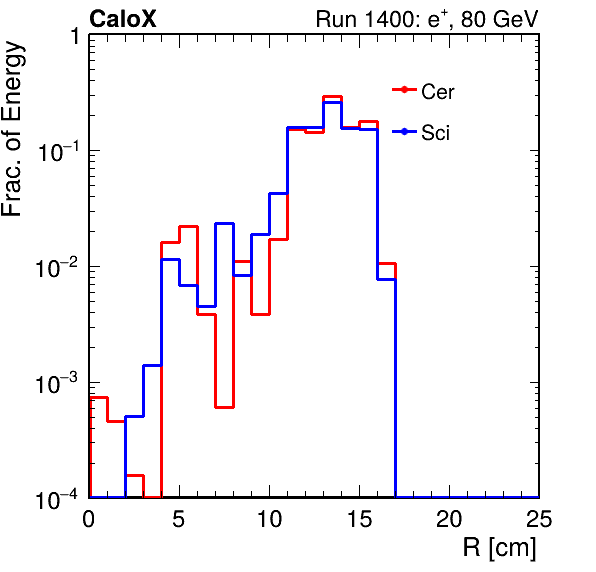 CaloX Run 1400: e⁺, 80 GeV
Frac. of Energy
1
10⁻¹
10⁻²
10⁻³
10⁻⁴
Cer
Sci
0 5 10 15 20 25
R [cm]